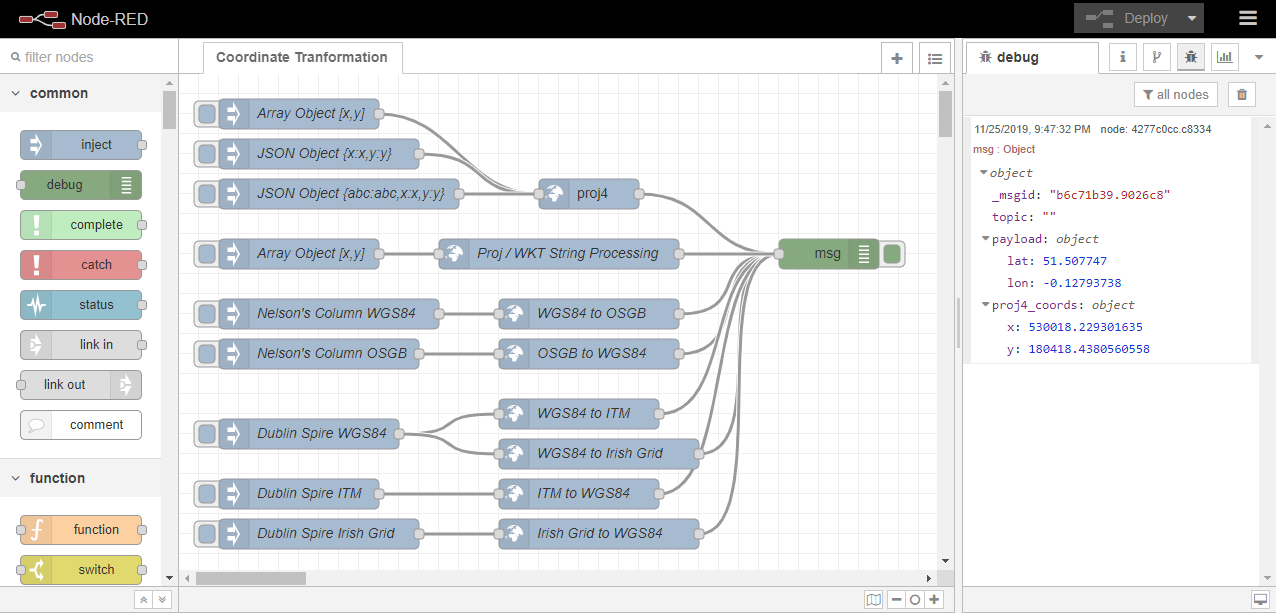 Node-RED
Deploy
filter nodes
common
inject
debug
complete
catch
status
link in
link out
comment
function
function
switch
Coordinate Tranformation
Array Object [x,y]
JSON Object {x:x,y:y}
JSON Object {abc:abc,x:x,y:y}
proj4
Array Object[x,y]
Proj / WKT String Processing
msg
Nelson's Column WGS84
WGS84 to OSGB
Nelson's Column OSGB
OSGB to WGS84
WGS84 to ITM
Dublin Spire WGS84
WGS84 to Irish Grid
Dublin Spire ITM
ITM to WGS84
Dublin Spire Irish Grid
Irish Grid to WGS84
debug
all nodes
11/25/2019, 9:47:32 PM node: 4277c0cc.c8334
msg : Object
object
_msgid: "b6c71b39.9026c8"
topic: ""
payload: object
lat: 51.507747
lon: -0.12793738
proj4_coords: object
x: 530018.229301635
y: 180418.4380560558